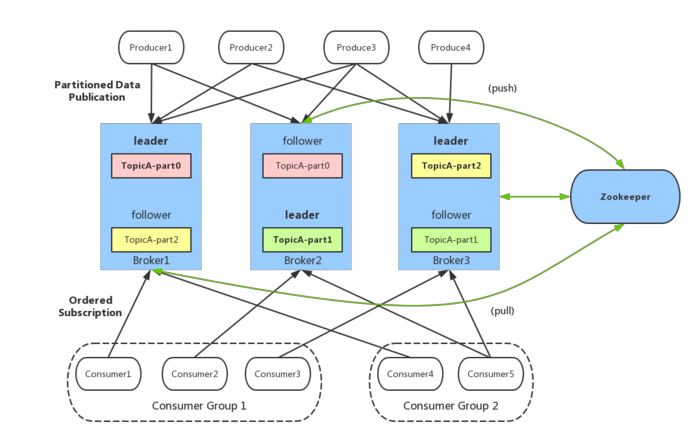 Producer1
Producer2
Produce3
Produce4
Partitioned Data
Publication
(push)
leader
follower
leader
TopicA-part0
TopicA-part0
TopicA-part2
Zookeeper
follower
leader
follower
TopicA-part2
TopicA-part1
TopicA-part1
Broker1
Broker2
Broker3
Ordered
Subscription
(pull)
Consumer1
Consumer2
Consumer3
Consumer4
Consumer5
Consumer Group 1
Consumer Group 2